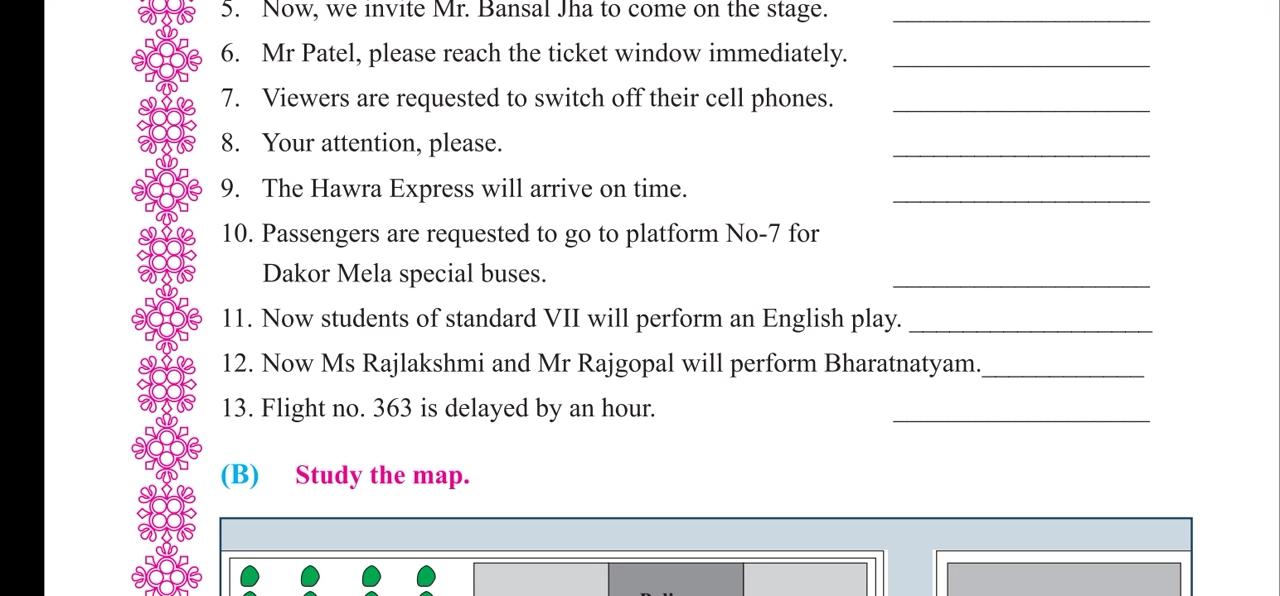 5. Now, we invite Mr. Bansal Jha to come on the stage.
6. Mr Patel, please reach the ticket window immediately.
7. Viewers are requested to switch off their cell phones.
8. Your attention, please.
9. The Hawra Express will arrive on time.
10. Passengers are requested to go to platform No-7 for
Dakor Mela special buses.
11. Now students of standard VII will perform an English play.
12. Now Ms Rajlakshmi and Mr Rajgopal will perform Bharatnatyam.
13. Flight no. 363 is delayed by an hour.
(B) Study the map.